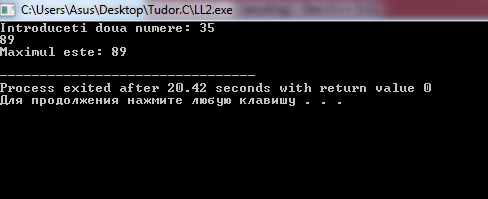 C:\Users\Asus\Desktop\Tudor.C\LL2.exe
Introduceti doua numere: 35
89
Maximul este: 89
--------------------------------
Process exited after 20.42 seconds with return value 0
Для продолжения нажмите любую клавишу . . .